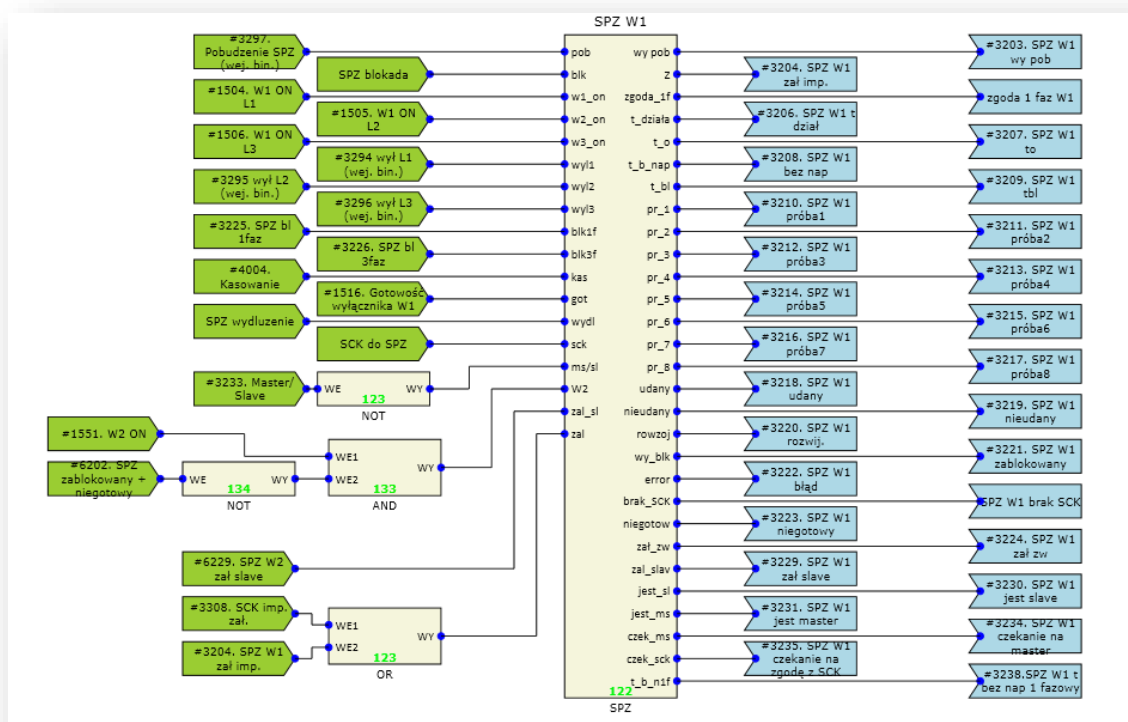 SPZ W1
#3297.
Pobudzenie SPZ
(wej. bin.)
pob
wy pob
#3203. SPZ W1
wy pob
SPZ blokada
blk
Z
#3204. SPZ W1
zał imp.
#1504. W1 ON
L1
w1_on
zgoda_1f
zgoda 1 faz W1
#1505. W1 ON
L2
w2_on
t_działa
#3206. SPZ W1 t
dział
#1506. W1 ON
L3
w3_on
t_o
#3207. SPZ W1
to
#3294 wył L1
(wej. bin.)
wyl1
t_b_nap
#3208. SPZ W1
bez nap
#3295 wył L2
(wej. bin.)
wyl2
t_bl
#3209. SPZ W1
tbl
#3296 wył L3
(wej. bin.)
wyl3
pr_1
#3210. SPZ W1
próba1
#3225. SPZ bl
1faz
blk1f
pr_2
#3211. SPZ W1
próba2
#3226. SPZ bl
3faz
blk3f
pr_3
#3212. SPZ W1
próba3
#4004.
Kasowanie
kas
pr_4
#3213. SPZ W1
próba4
#1516. Gotowość
wyłącznika W1
got
pr_5
#3214. SPZ W1
próba5
SPZ wydluzenie
wydl
pr_6
#3215. SPZ W1
próba6
SCK do SPZ
sck
pr_7
#3216. SPZ W1
próba7
#3233. Master/
Slave
WE
WY
123
NOT
ms/sl
pr_8
#3217. SPZ W1
próba8
W2
udany
#3218. SPZ W1
udany
zal_sl
nieudany
#3219. SPZ W1
nieudany
zal
rowzoj
#3220. SPZ W1
rozwij.
#1551. W2 ON
#6202. SPZ
zablokowany +
niegotowy
WE
WY
134
NOT
WE1
WE2
WY
133
AND
wy_blk
#3221. SPZ W1
zablokowany
error
#3222. SPZ W1
błąd
brak_SCK
SPZ W1 brak SCK
niegotow
#3223. SPZ W1
niegotowy
zał_zw
#3224. SPZ W1
zał zw
#6229. SPZ W2
zał slave
zal_slav
#3229. SPZ W1
zał slave
jest_sl
#3230. SPZ W1
jest slave
#3308. SCK imp.
zał.
#3204. SPZ W1
zał imp.
WE1
WE2
WY
123
OR
jest_ms
#3231. SPZ W1
jest master
czek_ms
#3234. SPZ W1
czekanie na
master
czek_sck
#3235. SPZ W1
czekanie na
zgodę z SCK
t_b_n1f
#3238.SPZ W1 t
bez nap 1 fazowy
122
SPZ